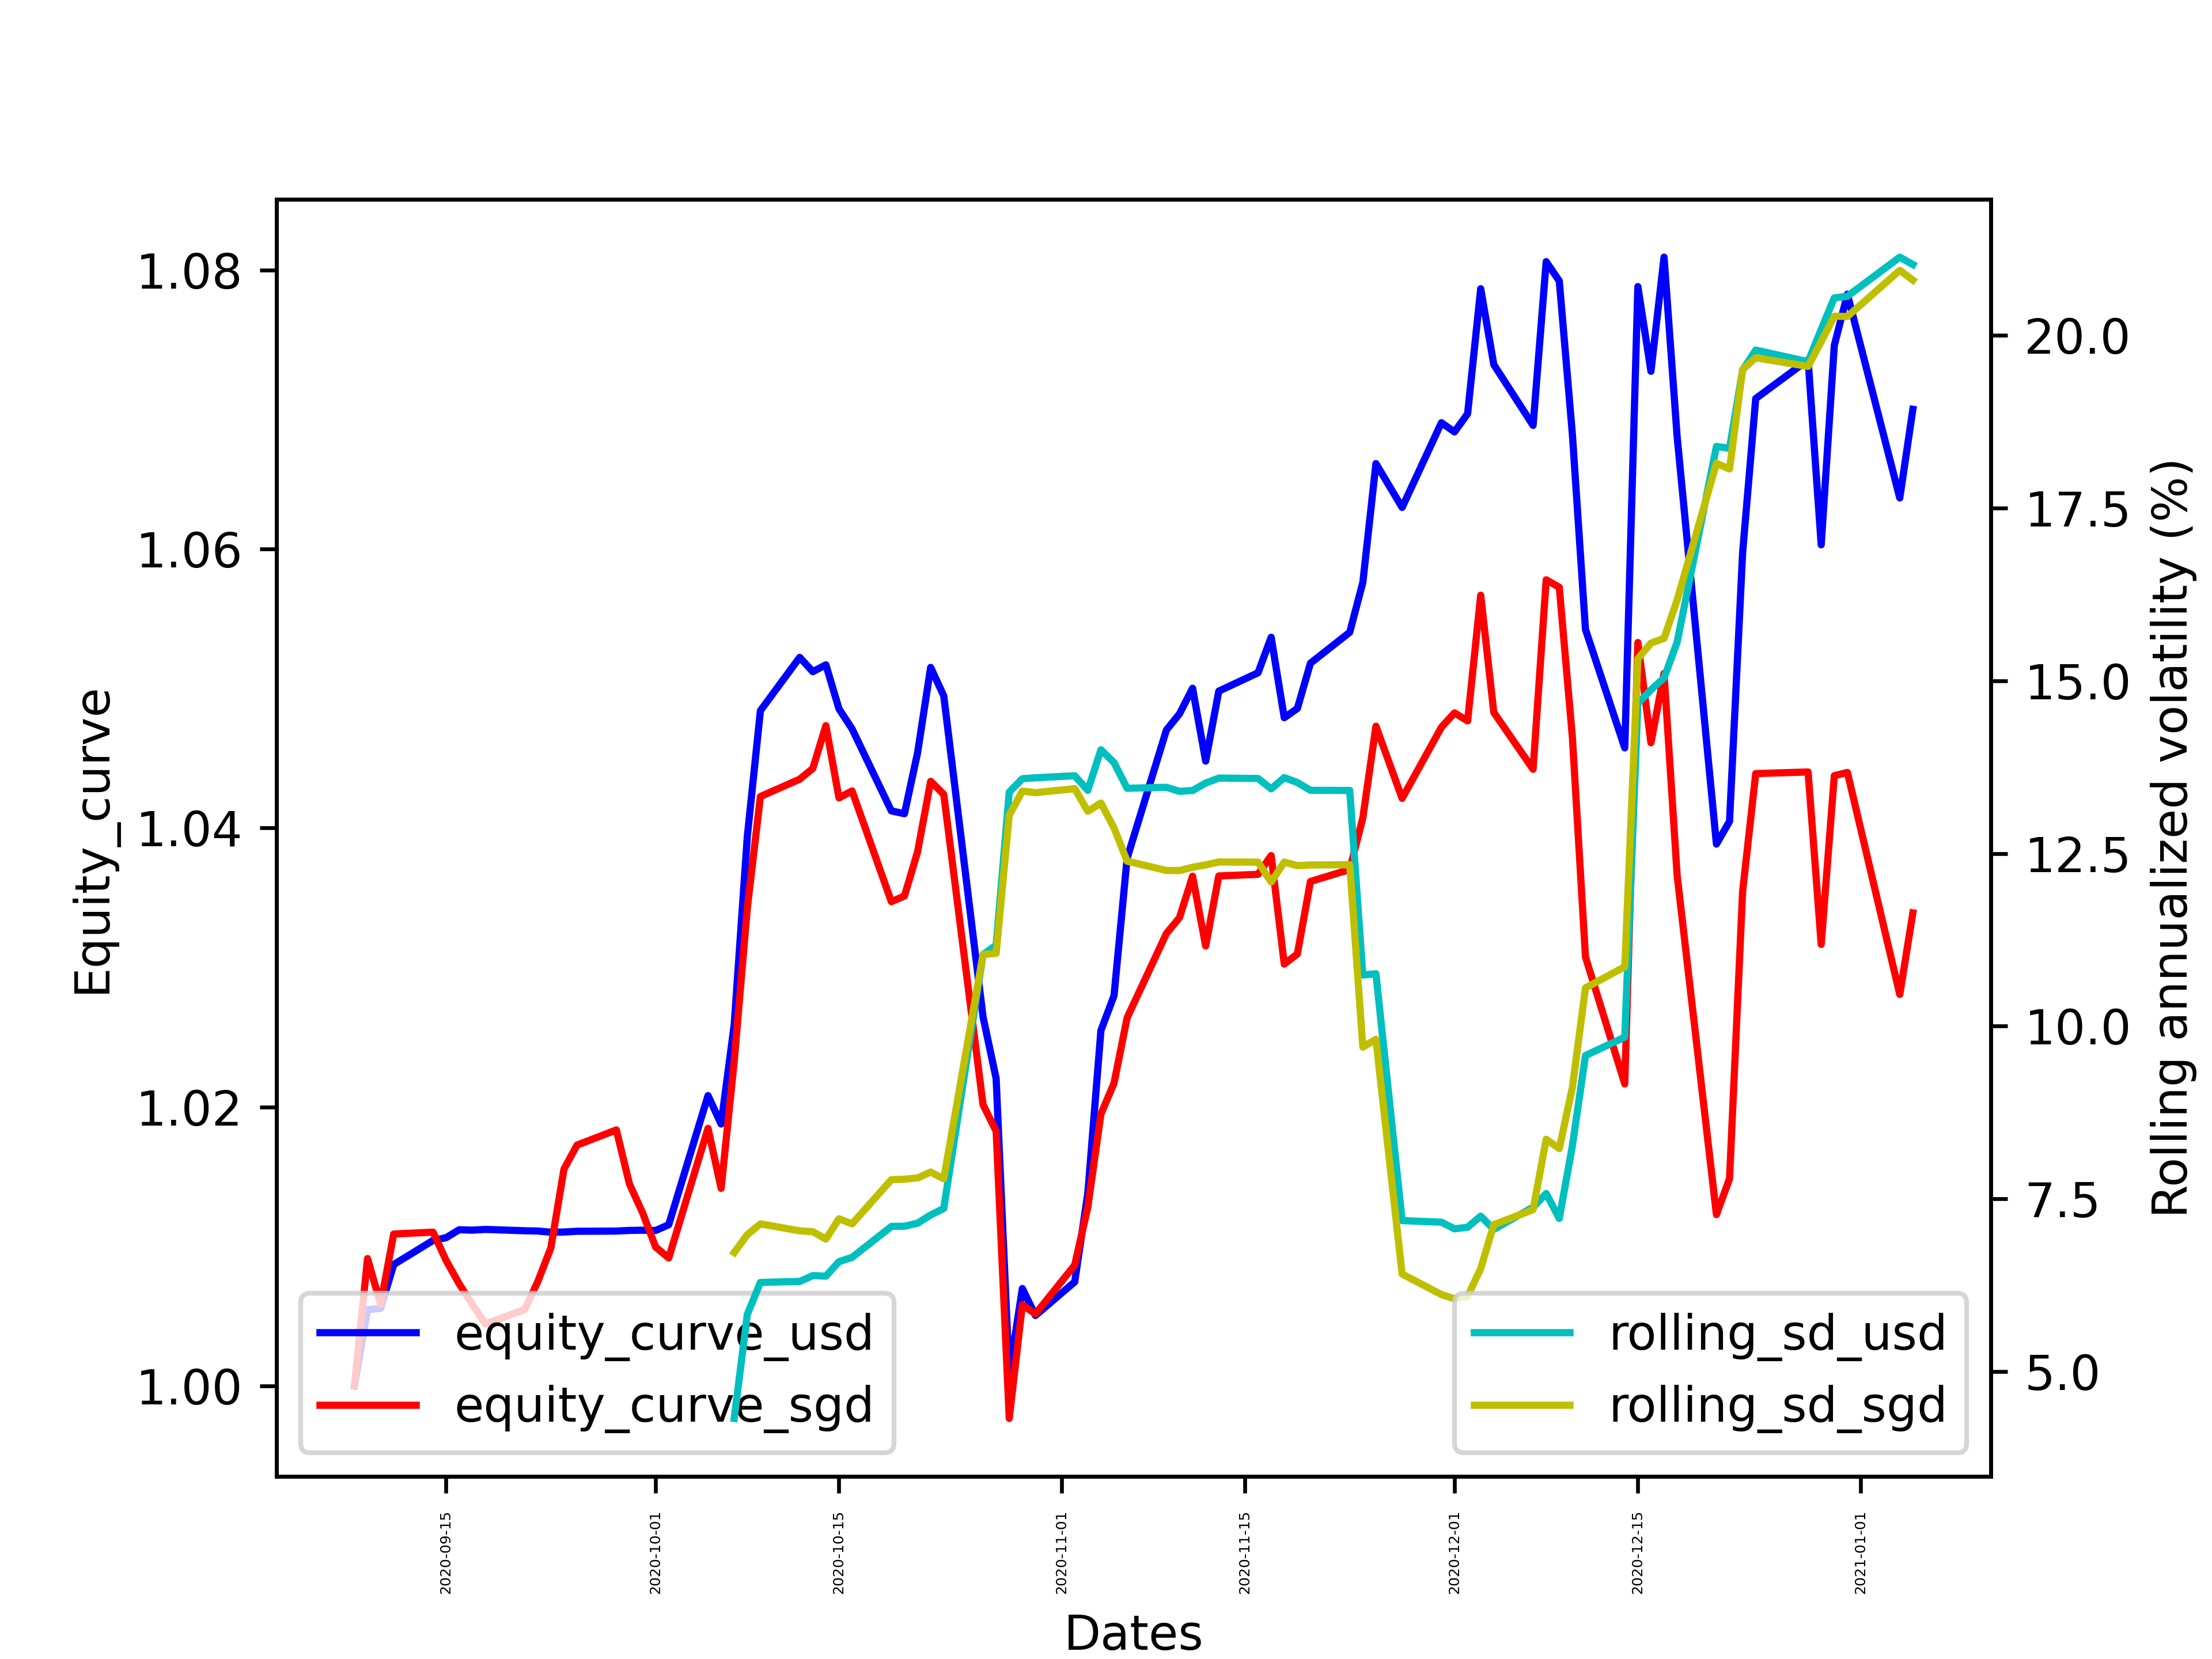 1.08
1.06
1.04
1.02
1.00
Equity_curve
20.0
17.5
15.0
12.5
10.0
7.5
5.0
Rolling annualized volatility (%)
equity_curve_usd
equity_curve_sgd
rolling_sd_usd
rolling_sd_sgd
2020-09-15
2020-10-01
2020-10-15
2020-11-01
2020-11-15
2020-12-01
2020-12-15
2021-01-01
Dates